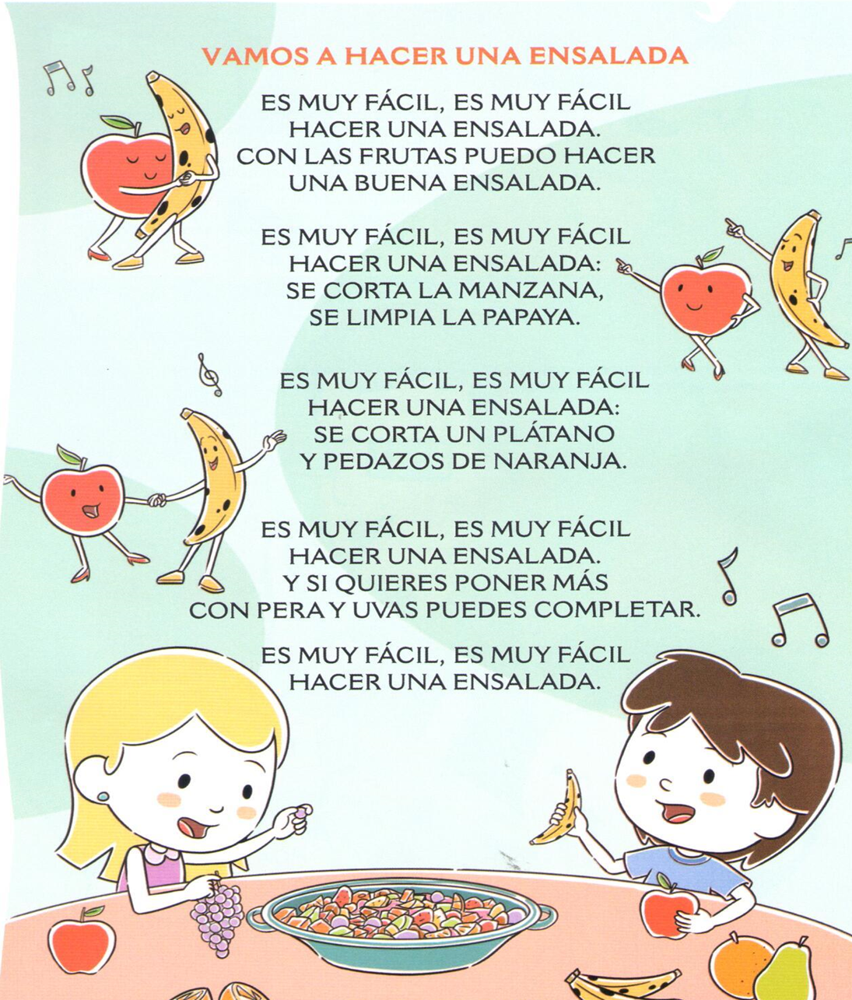 VAMOS A HACER UNA ENSALADA
ES MUY FÁCIL, ES MUY FÁCIL
HACER UNA ENSALADA.
CON LAS FRUTAS PUEDO HACER
UNA BUENA ENSALADA.
ES MUY FÁCIL, ES MUY FÁCIL
HACER UNA ENSALADA:
SE CORTA LA MANZANA,
SE LIMPIA LA PAPAYA.
ES MUY FÁCIL, ES MUY FÁCIL
HACER UNA ENSALADA:
SE CORTA UN PLÁTANO
Y PEDAZOS DE NARANJA.
ES MUY FÁCIL, ES MUY FÁCIL
HACER UNA ENSALADA.
Y SI QUIERES PONER MÁS
CON PERA Y UVAS PUEDES COMPLETAR.
ES MUY FÁCIL, ES MUY FÁCIL
HACER UNA ENSALADA.